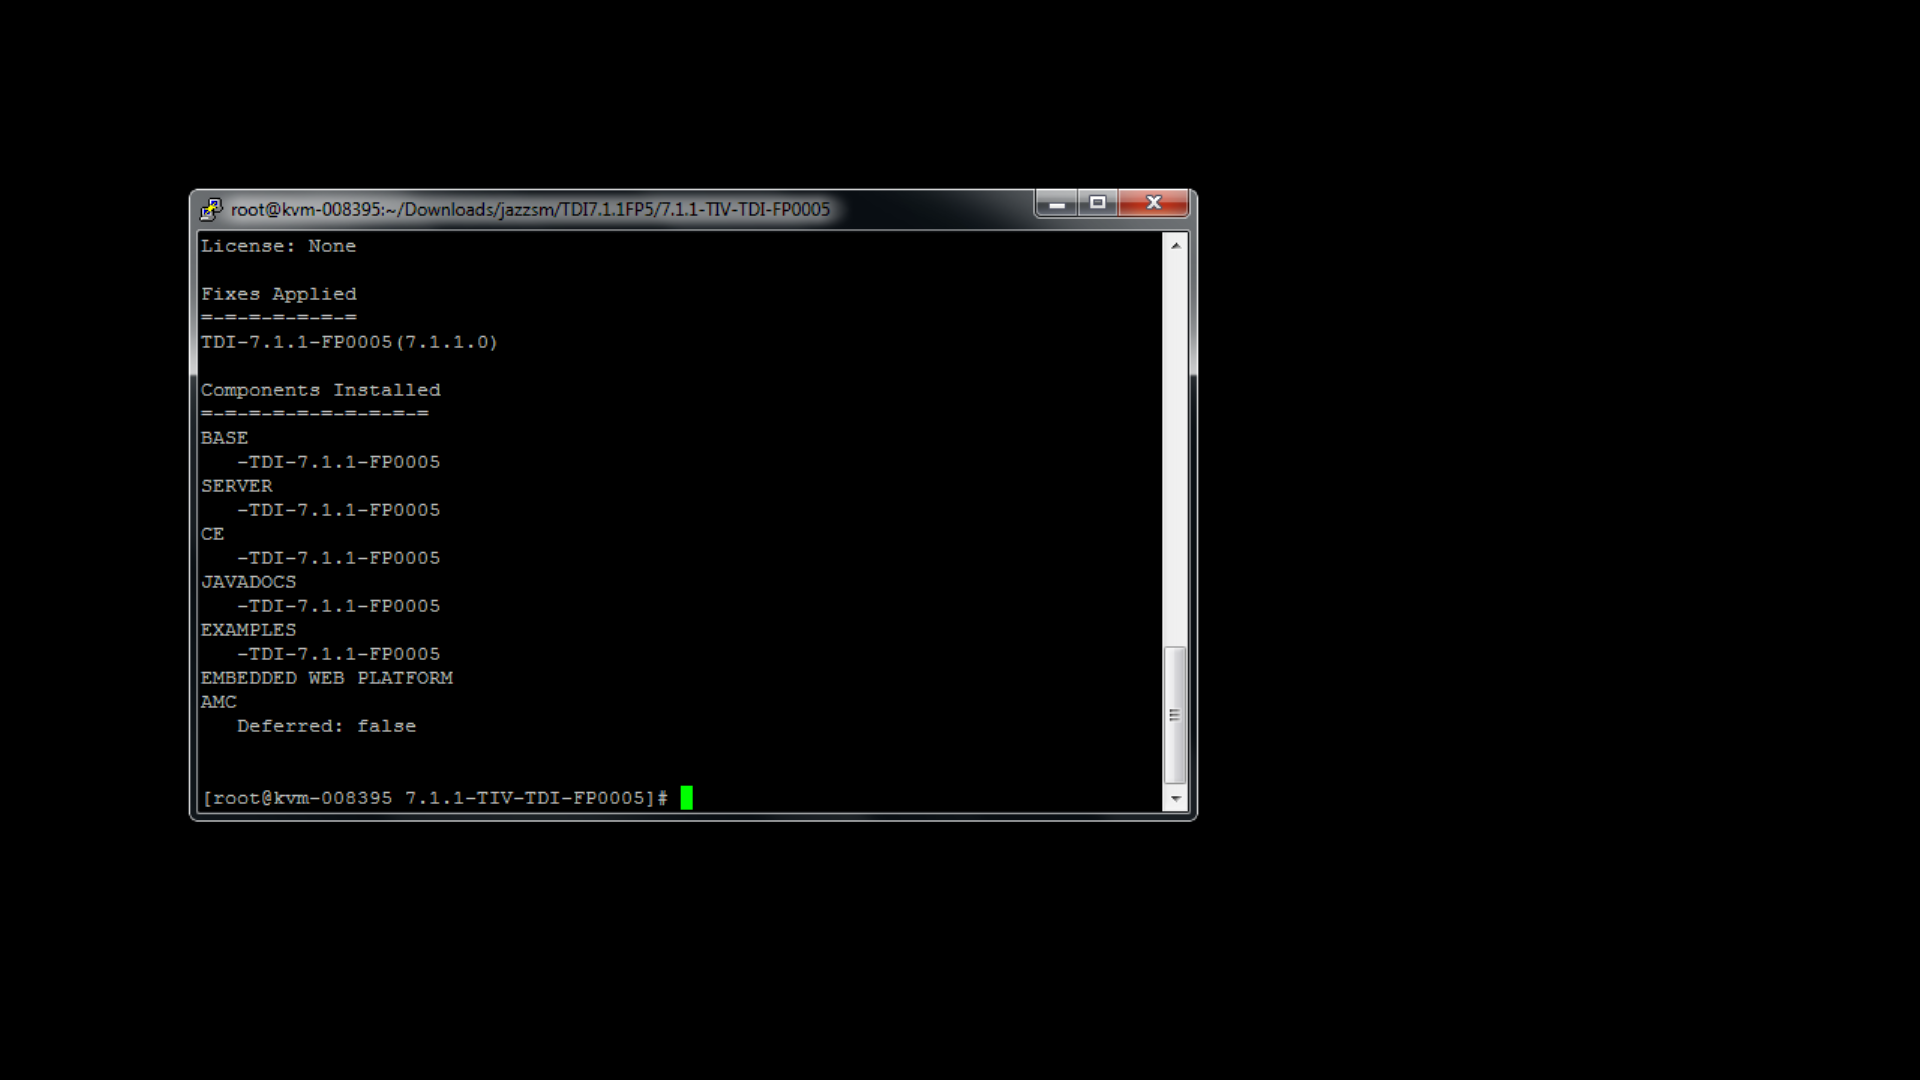 root@kvm-008395:~/Downloads/jazzsm/TDI7.1.1FP5/7.1.1-TIV-TDI-FP0005
License: None
Fixes Applied
=-=-=-=-=-=-=
TDI-7.1.1-FP0005(7.1.1.0)
Components Installed
=-=-=-=-=-=-=-=-=-=
BASE
-TDI-7.1.1-FP0005
SERVER
-TDI-7.1.1-FP0005
CE
-TDI-7.1.1-FP0005
JAVADOCS
-TDI-7.1.1-FP0005
EXAMPLES
-TDI-7.1.1-FP0005
EMBEDDED WEB PLATFORM
AMC
Deferred: false
[root@kvm-008395 7.1.1-TIV-TDI-FP0005]#